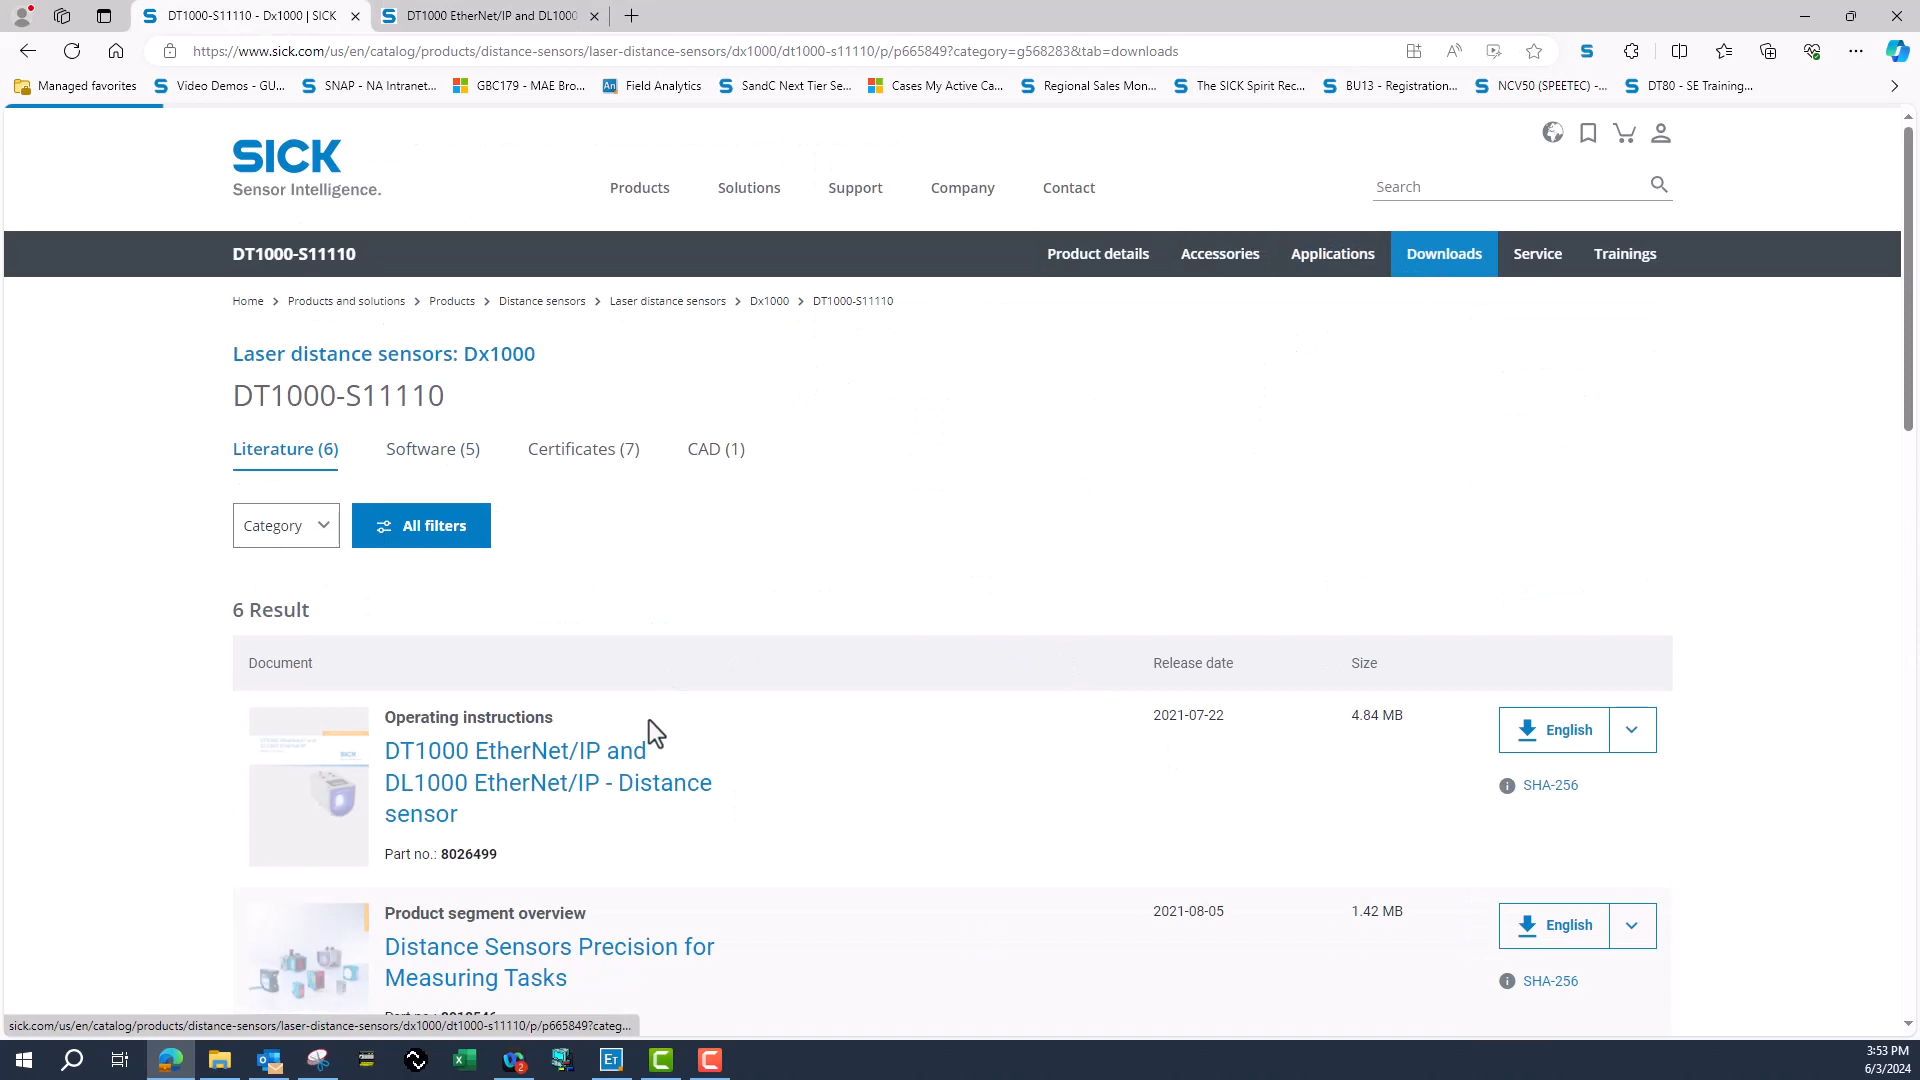 DT1000-S11110 - Dx1000 | SICK
DT1000 EtherNet/IP and DL1000
https://www.sick.com/us/en/catalog/products/distance-sensors/laser-distance-sensors/dx1000/dt1000-s11110/p/p665849?category=g568283&tab=downloads
Managed favorites
Video Demos - GU...
SNAP - NA Intranet...
GBC179 - MAE Bro...
An Field Analytics
SandC Next Tier Se...
Cases My Active Ca...
Regional Sales Mon...
The SICK Spirit Rec...
BU13 - Registration...
NCV50 (SPEETEC) -...
DT80 - SE Training...
SICK
Sensor Intelligence.
Products
Solutions
Support
Company
Contact
Search
DT1000-S11110
Product details
Accessories
Applications
Downloads
Service
Trainings
Home > Products and solutions > Products > Distance sensors > Laser distance sensors > Dx1000 > DT1000-S11110
Laser distance sensors: Dx1000
DT1000-S11110
Literature (6)
Software (5)
Certificates (7)
CAD (1)
Category
All filters
6 Result
Document
Release date
Size
Operating instructions
DT1000 EtherNet/IP and
DL1000 EtherNet/IP - Distance
sensor
Part no.: 8026499
2021-07-22
4.84 MB
English
SHA-256
Product segment overview
Distance Sensors Precision for
Measuring Tasks
2021-08-05
1.42 MB
English
SHA-256
sick.com/us/en/catalog/products/distance-sensors/laser-distance-sensors/dx1000/dt1000-s11110/p/p665849?categ...
3:53 PM
6/3/2024